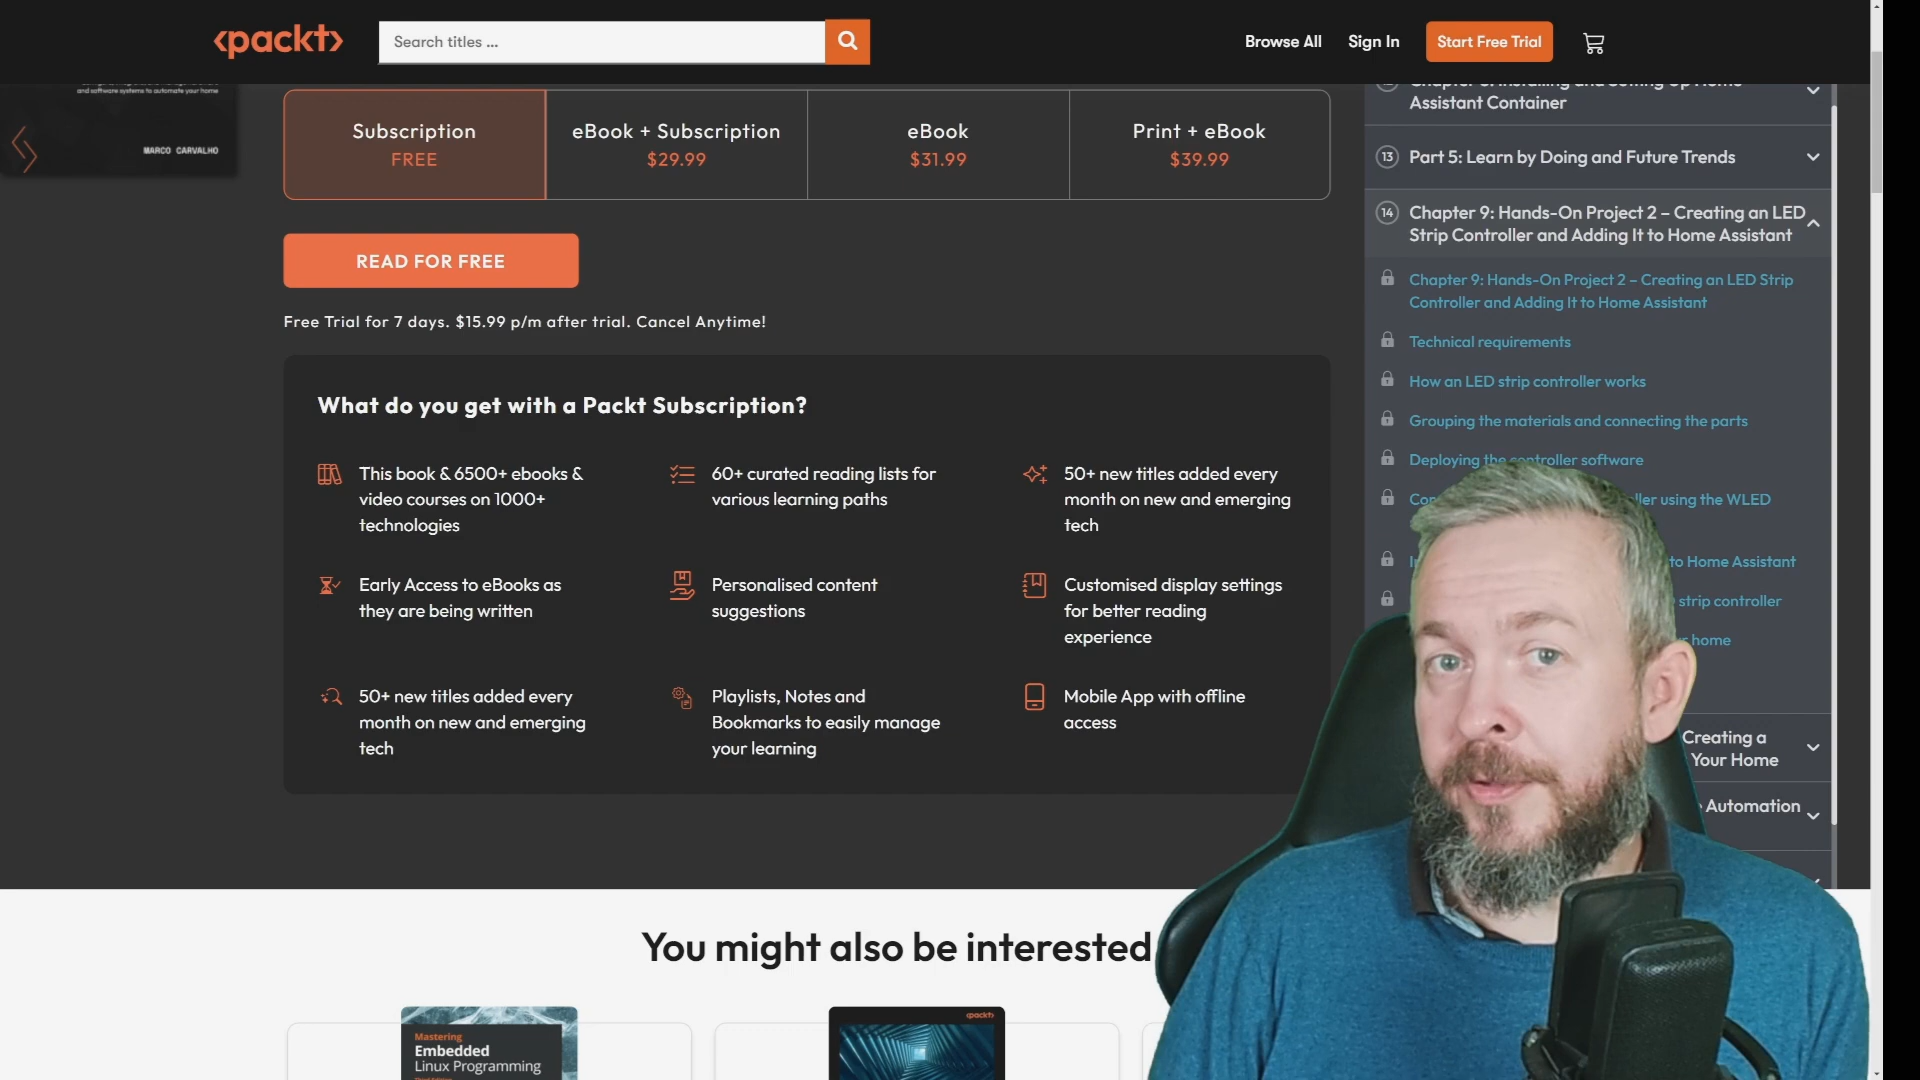 <packt>
Search titles ...
Browse All
Sign In
Start Free Trial
and software systems to automate your home
MARCO CARVALHO
Subscription
FREE
eBook + Subscription
$29.99
eBook
$31.99
Print + eBook
$39.99
READ FOR FREE
Free Trial for 7 days. $15.99 p/m after trial. Cancel Anytime!
What do you get with a Packt Subscription?
This book & 6500+ ebooks &
video courses on 1000+
technologies
60+ curated reading lists for
various learning paths
50+ new titles added every
month on new and emerging
tech
Early Access to eBooks as
they are being written
Personalised content
suggestions
Customised display settings
for better reading
experience
50+ new titles added every
month on new and emerging
tech
Playlists, Notes and
Bookmarks to easily manage
your learning
Mobile App with offline
access
Assistant Container
13 Part 5: Learn by Doing and Future Trends
14 Chapter 9: Hands-On Project 2 – Creating an LED
Strip Controller and Adding It to Home Assistant
Chapter 9: Hands-On Project 2 – Creating an LED Strip
Controller and Adding It to Home Assistant
Technical requirements
How an LED strip controller works
Grouping the materials and connecting the parts
Deploying the controller software
using the WLED
to Home Assistant
strip controller
home
Creating a
Your Home
Automation
You might also be interested
Mastering
Embedded
Linux Programming
<packt>